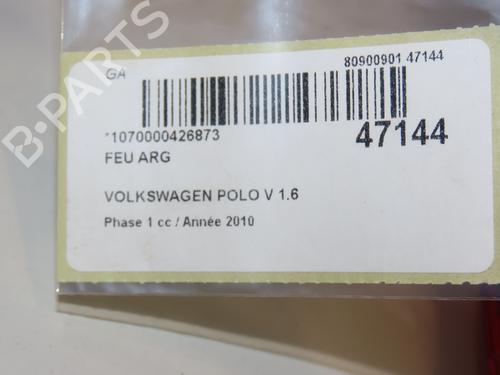 GA
80900901 47144
*1070000426873
47144
FEU ARG
VOLKSWAGEN POLO V 1.6
Phase 1 cc / Année 2010
B-PARTS